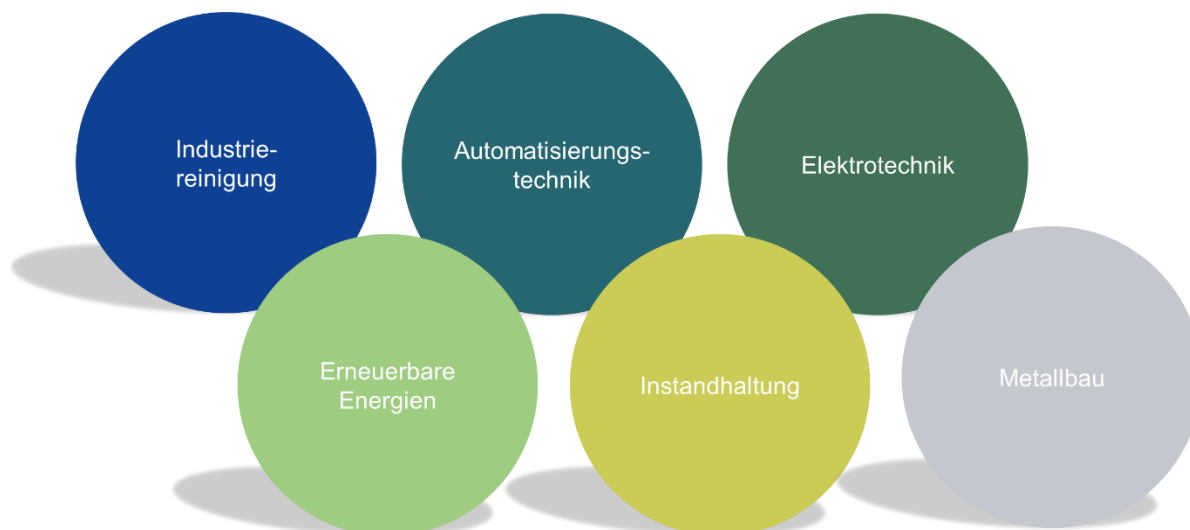 Industrie-
reinigung
Automatisierungs-
technik
Elektrotechnik
Erneuerbare
Energien
Instandhaltung
Metallbau